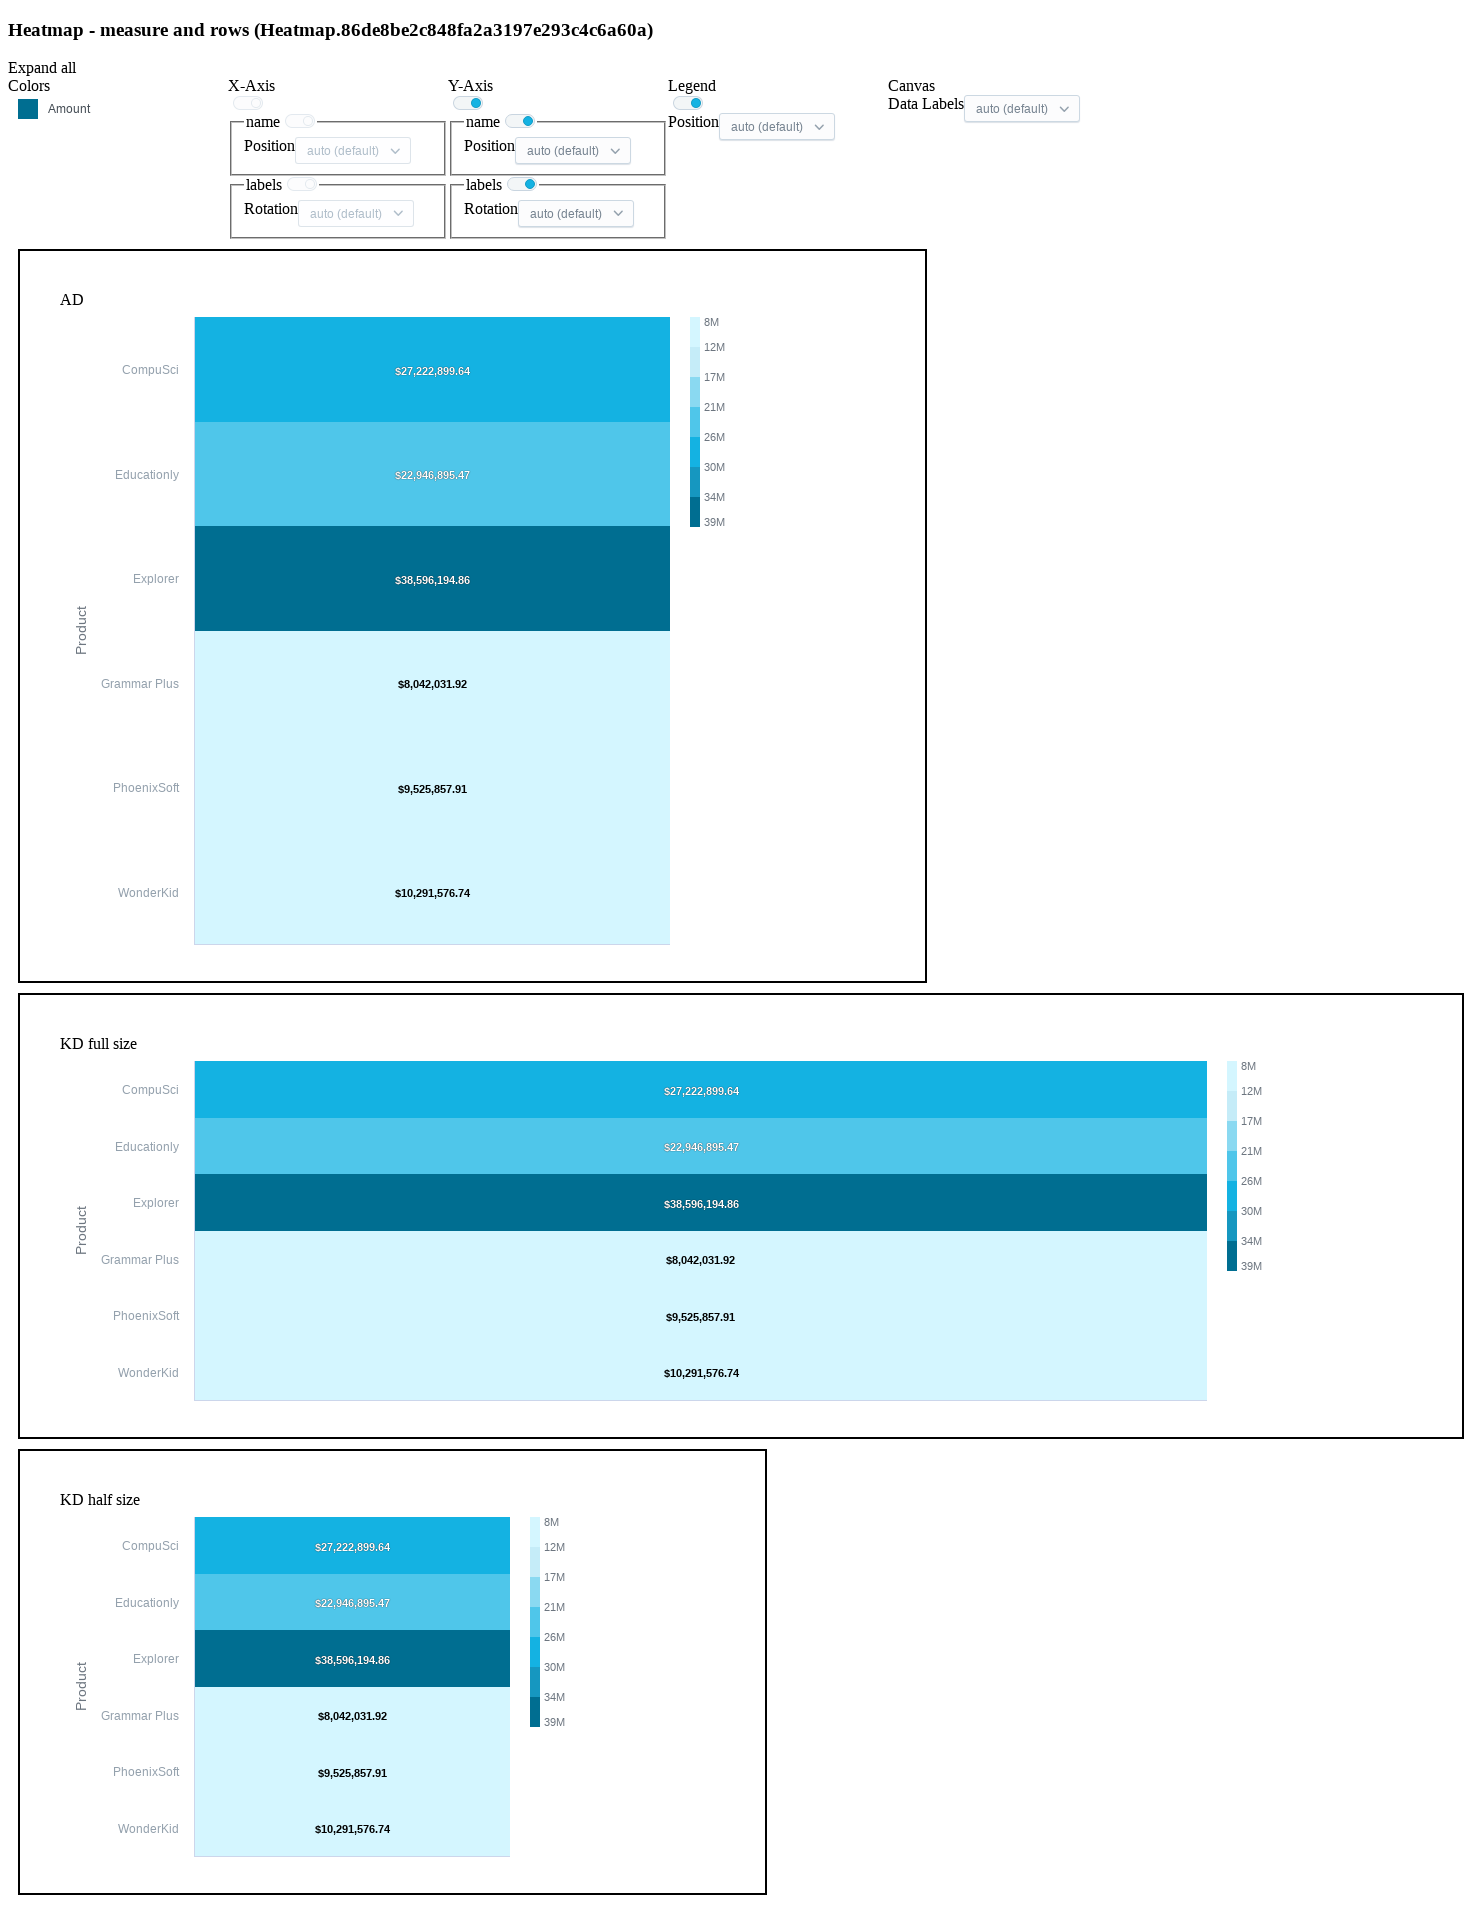 Heatmap - measure and rows (Heatmap.86de8be2c848fa2a3197e293c4c6a60a)
Expand all
Colors
Amount
X-Axis
name
Position auto (default)
labels
Rotation auto (default)
Y-Axis
name
Position auto (default)
labels
Rotation auto (default)
Legend
Position auto (default)
Canvas
Data Labels auto (default)
AD
Product
CompuSci $27,222,899.64
Educationly $22,946,895.47
Explorer $38,596,194.86
Grammar Plus $8,042,031.92
PhoenixSoft $9,525,857.91
WonderKid $10,291,576.74
8M
12M
17M
21M
26M
30M
34M
39M
KD full size
Product
CompuSci $27,222,899.64
Educationly $22,946,895.47
Explorer $38,596,194.86
Grammar Plus $8,042,031.92
PhoenixSoft $9,525,857.91
WonderKid $10,291,576.74
8M
12M
17M
21M
26M
30M
34M
39M
KD half size
Product
CompuSci $27,222,899.64
Educationly $22,946,895.47
Explorer $38,596,194.86
Grammar Plus $8,042,031.92
PhoenixSoft $9,525,857.91
WonderKid $10,291,576.74
8M
12M
17M
21M
26M
30M
34M
39M